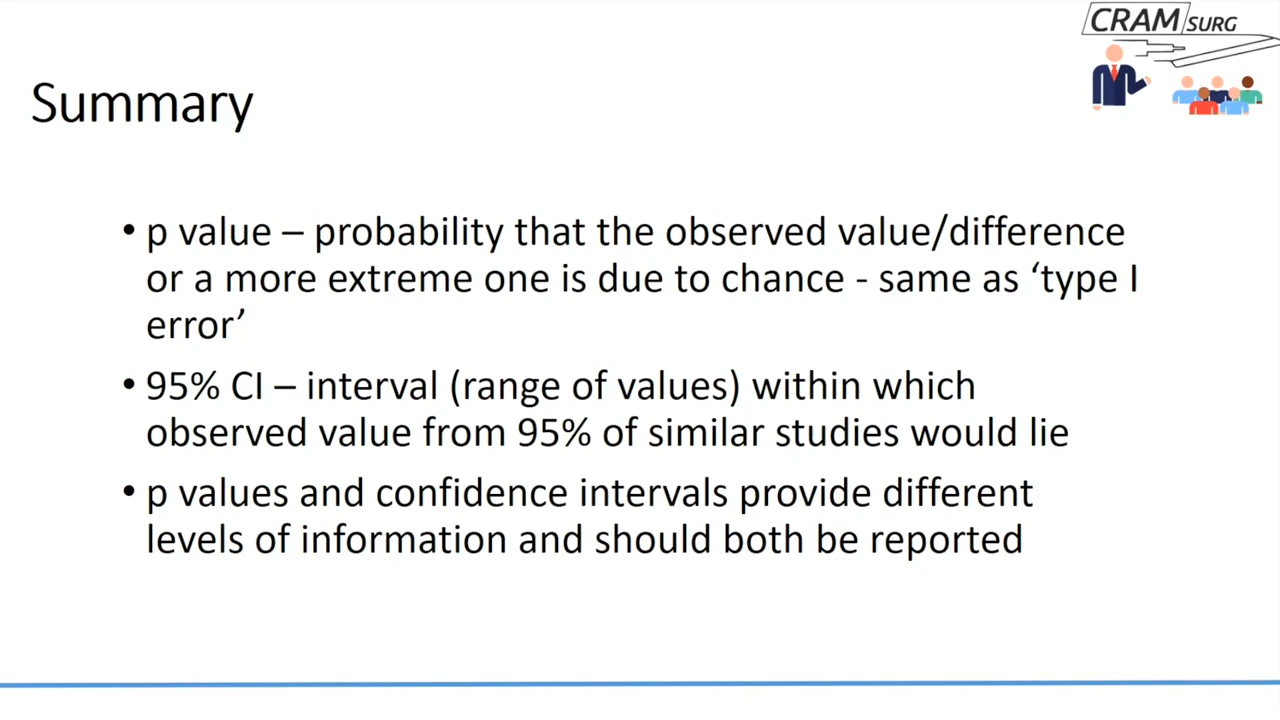 CRAM SURG
Summary
• p value – probability that the observed value/difference
or a more extreme one is due to chance - same as ‘type I
error’
• 95% CI – interval (range of values) within which
observed value from 95% of similar studies would lie
• p values and confidence intervals provide different
levels of information and should both be reported